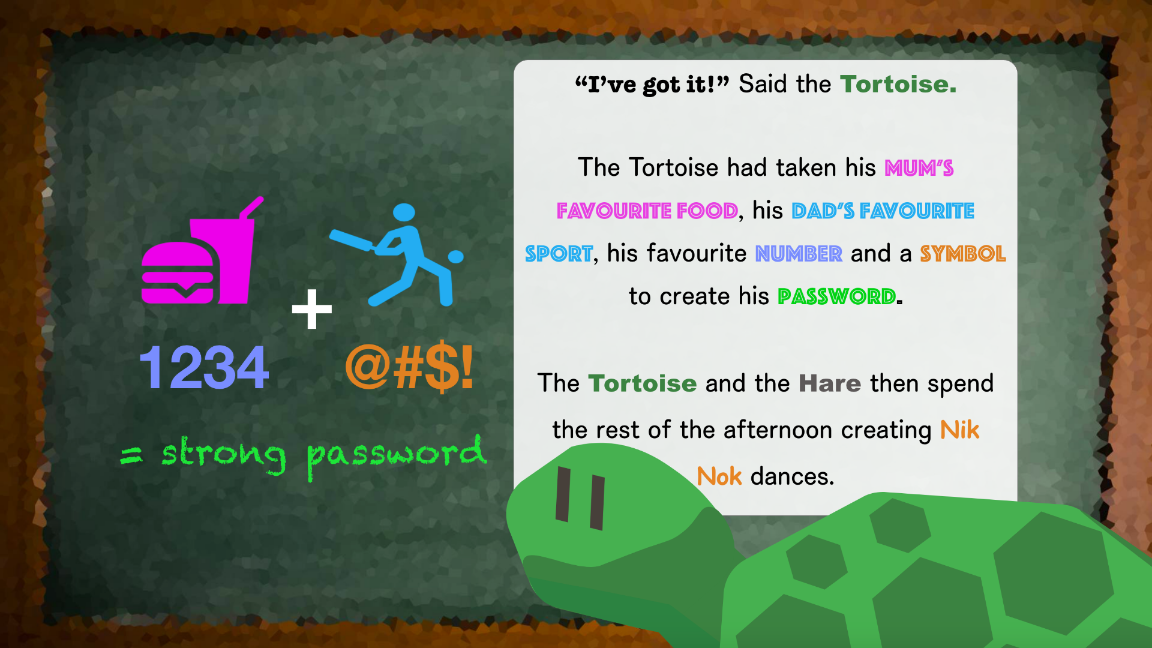 “I’ve got it!” Said the Tortoise.
The Tortoise had taken his MUM’S
FAVOURITE FOOD, his DAD’S FAVOURITE
SPORT, his favourite NUMBER and a SYMBOL
to create his PASSWORD.
The Tortoise and the Hare then spend
the rest of the afternoon creating Nik
Nok dances.
+
1234 @#$!
= strong password